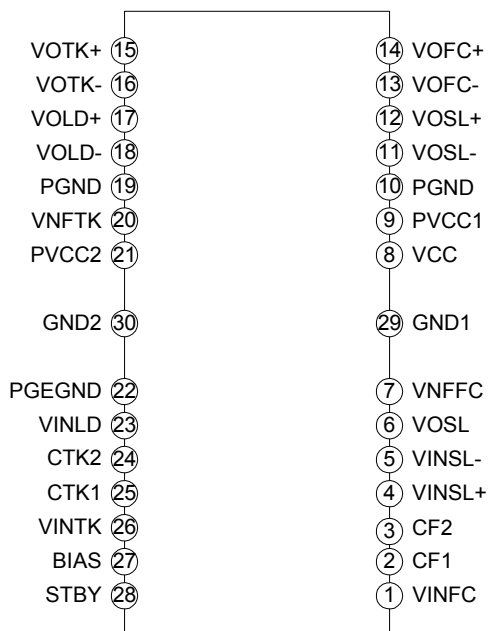 VOTK+ 15 14 VOFC+
VOTK- 16 13 VOFC-
VOLD+ 17 12 VOSL+
VOLD- 18 11 VOSL-
PGND 19 10 PGND
VNFTK 20 9 PVCC1
PVCC2 21 8 VCC
GND2 30 29 GND1
PGEGND 22 7 VNFFC
VINLD 23 6 VOSL
CTK2 24 5 VINSL-
CTK1 25 4 VINSL+
VINTK 26 3 CF2
BIAS 27 2 CF1
STBY 28 1 VINFC